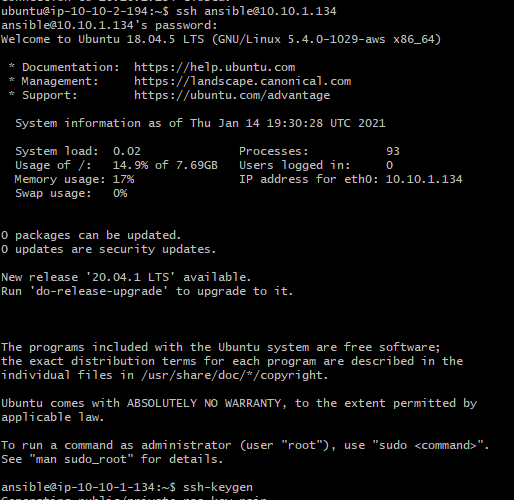 ubuntu@ip-10-10-2-194:~$ ssh ansible@10.10.1.134
ansible@10.10.1.134's password:
Welcome to Ubuntu 18.04.5 LTS (GNU/Linux 5.4.0-1029-aws x86_64)

 * Documentation:  https://help.ubuntu.com
 * Management:     https://landscape.canonical.com
 * Support:        https://ubuntu.com/advantage

  System information as of Thu Jan 14 19:30:28 UTC 2021

  System load:  0.02              Processes:           93
  Usage of /:   14.9% of 7.69GB   Users logged in:     0
  Memory usage: 17%               IP address for eth0: 10.10.1.134
  Swap usage:   0%

0 packages can be updated.
0 updates are security updates.

New release '20.04.1 LTS' available.
Run 'do-release-upgrade' to upgrade to it.

The programs included with the Ubuntu system are free software;
the exact distribution terms for each program are described in the
individual files in /usr/share/doc/*/copyright.

Ubuntu comes with ABSOLUTELY NO WARRANTY, to the extent permitted by
applicable law.

To run a command as administrator (user "root"), use "sudo <command>".
See "man sudo_root" for details.

ansible@ip-10-10-1-134:~$ ssh-keygen
Generating public/private rsa key pair.